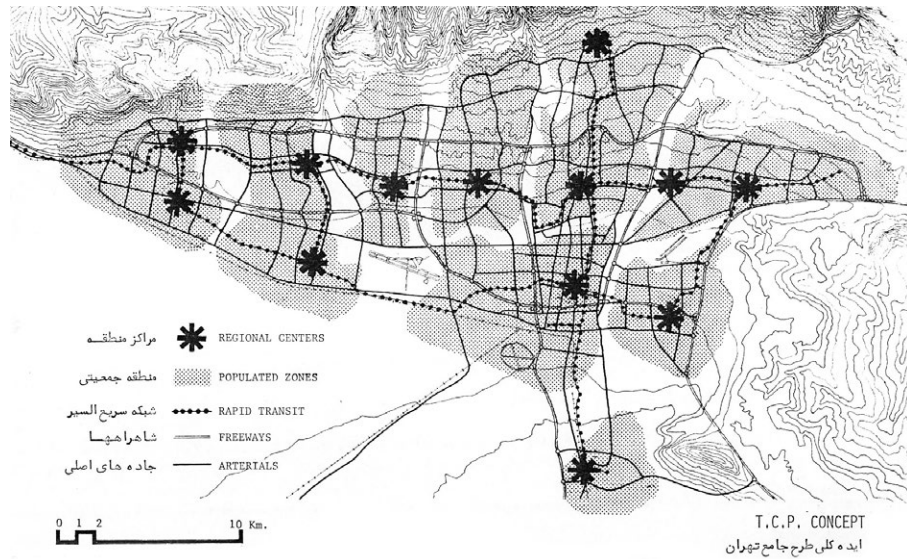 مراکز منطقــه REGIONAL CENTERS
منطقه جمعیتی POPULATED ZONES
شبکه سریع السیر RAPID TRANSIT
شاهراهها FREEWAYS
جاده های اصلی ARTERIALS
0 1 2 10 Km.
T.C.P. CONCEPT
ایده کلی طرح جامع تهران